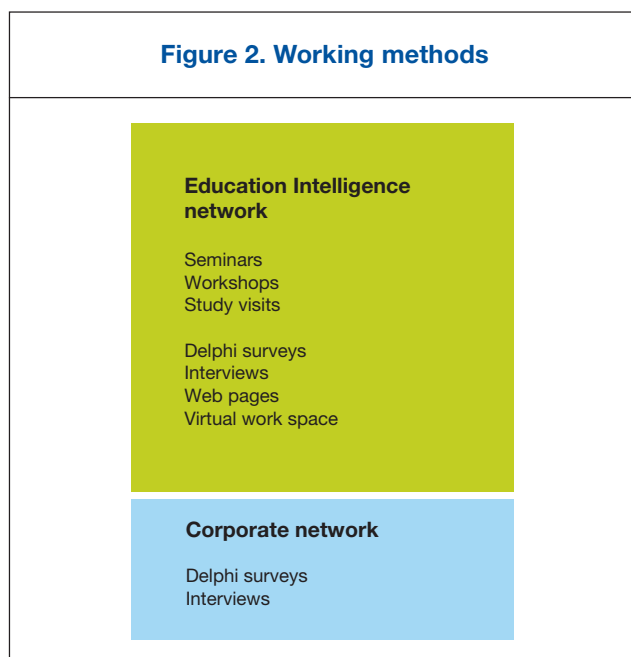 Figure 2. Working methods
Education Intelligence
network
Seminars
Workshops
Study visits
Delphi surveys
Interviews
Web pages
Virtual work space
Corporate network
Delphi surveys
Interviews